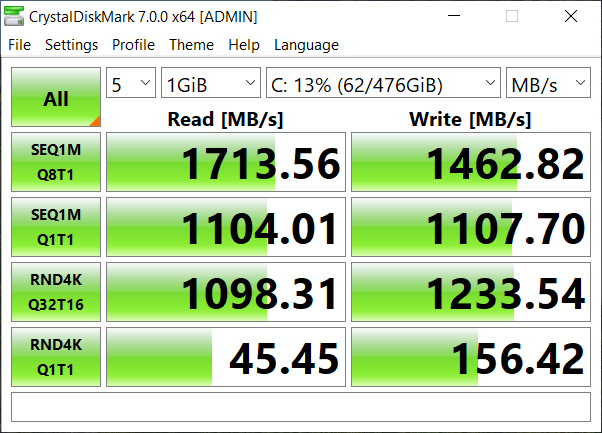 CrystalDiskMark 7.0.0 x64 [ADMIN]
File Settings Profile Theme Help Language
All 5 1GiB C: 13% (62/476GiB) MB/s
Read [MB/s] Write [MB/s]
SEQ1M
Q8T1
1713.56 1462.82
SEQ1M
Q1T1
1104.01 1107.70
RND4K
Q32T16
1098.31 1233.54
RND4K
Q1T1
45.45 156.42